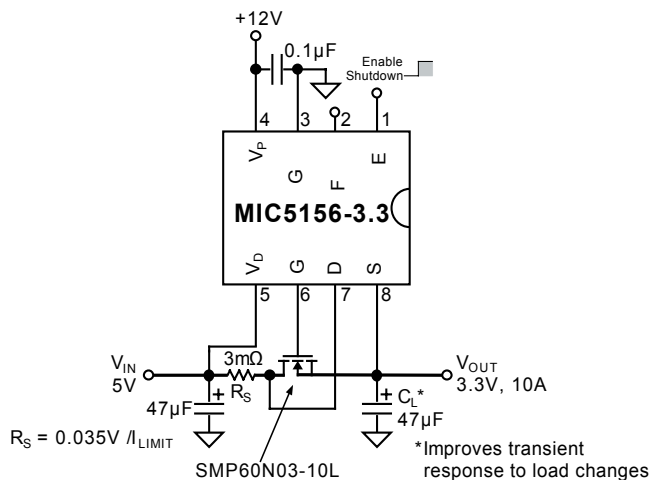 +12V
0.1µF
Enable
Shutdown
4 3 2 1
VP G F E
MIC5156-3.3
VD G D S
5 6 7 8
VIN
5V
3mΩ
RS
VOUT
3.3V, 10A
47µF
CL*
47µF
RS = 0.035V /ILIMIT
*Improves transient
response to load changes
SMP60N03-10L